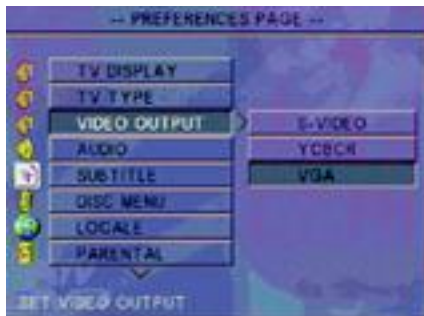 -- PREFERENCES PAGE --
TV DISPLAY
TV TYPE
VIDEO OUTPUT
AUDIO
SUBTITLE
DISC MENU
LOCALE
PARENTAL
S-VIDEO
YCBCR
VGA
SET VIDEO OUTPUT